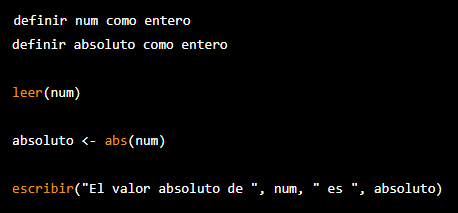 definir num como entero
definir absoluto como entero
leer(num)
absoluto <- abs(num)
escribir("El valor absoluto de ", num, " es ", absoluto)